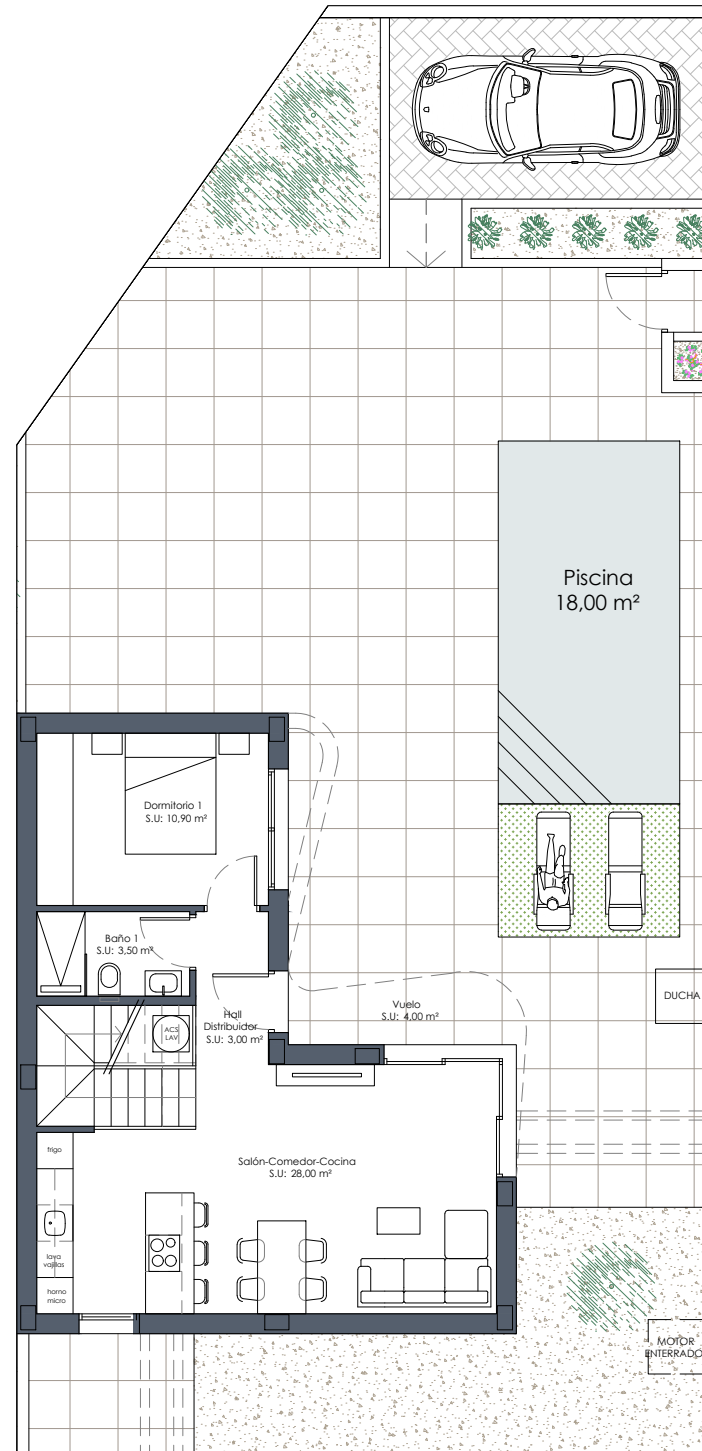 Piscina
18,00 m²
Dormitorio 1
S.U: 10,90 m²
Baño 1
S.U: 3,50 m²
DUCHA
Vuelo
S.U: 4,00 m²
Hall
Distribuidor
S.U: 3,00 m²
ACS
LAV
frigo
Salón-Comedor-Cocina
S.U: 28,00 m²
lava
vajillas
horno
micro
MOTOR
ENTERRADO